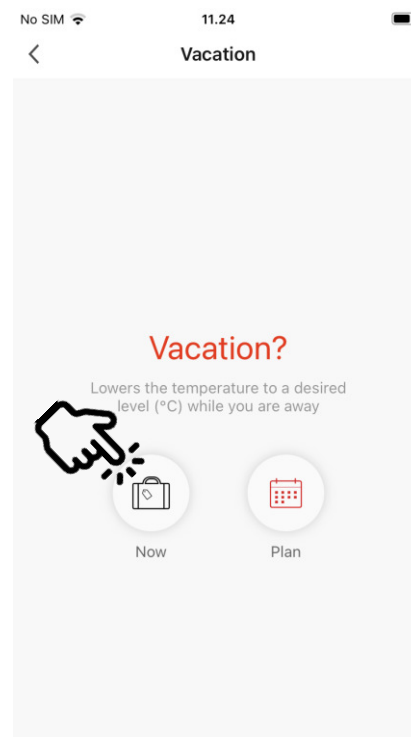 No SIM 11.24
Vacation
Vacation?
Lowers the temperature to a desired
level (°C) while you are away
Now Plan